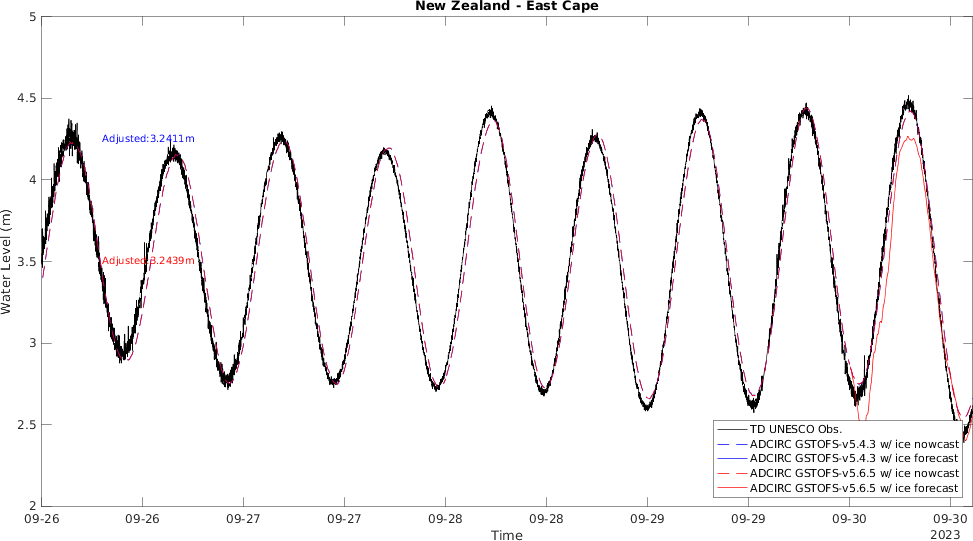 New Zealand - East Cape
5
4.5
4
3.5
3
2.5
2
Water Level (m)
Adjusted:3.2411m
Adjusted:3.2439m
TD UNESCO Obs.
ADCIRC GSTOFS-v5.4.3 w/ ice nowcast
ADCIRC GSTOFS-v5.4.3 w/ ice forecast
ADCIRC GSTOFS-v5.6.5 w/ ice nowcast
ADCIRC GSTOFS-v5.6.5 w/ ice forecast
09-26 09-26 09-27 09-27 09-28 09-28 09-29 09-29 09-30 09-30
2023
Time